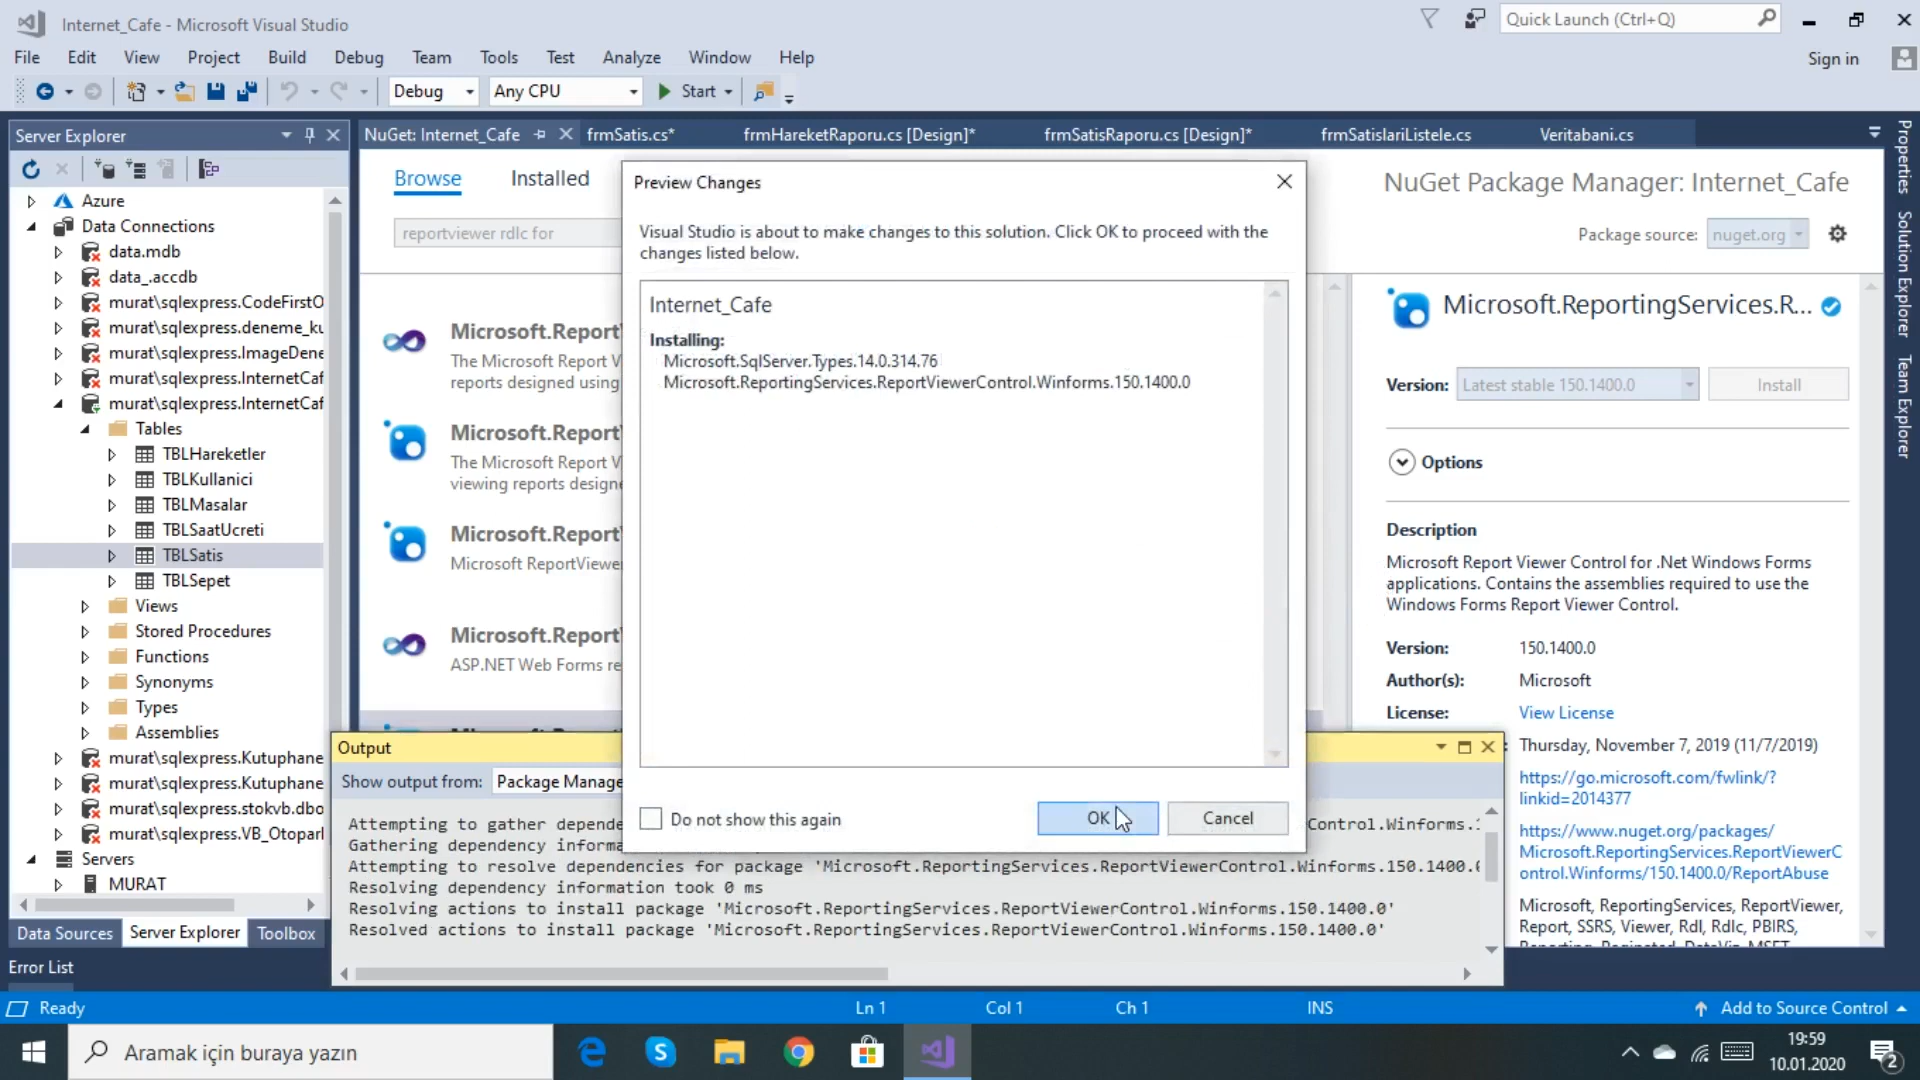 Internet_Cafe - Microsoft Visual Studio
Quick Launch (Ctrl+Q)
File Edit View Project Build Debug Team Tools Test Analyze Window Help
Sign in
Debug Any CPU Start
Server Explorer
NuGet: Internet_Cafe frmSatis.cs* frmHareketRaporu.cs [Design]* frmSatisRaporu.cs [Design]* frmSatislariListele.cs Veritabani.cs
Azure
Data Connections
data.mdb
data_.accdb
murat\sqlexpress.CodeFirstO
murat\sqlexpress.deneme_ku
murat\sqlexpress.ImageDene
murat\sqlexpress.InternetCaf
murat\sqlexpress.InternetCaf
Tables
TBLHareketler
TBLKullanici
TBLMasalar
TBLSaatUcreti
TBLSatis
TBLSepet
Views
Stored Procedures
Functions
Synonyms
Types
Assemblies
murat\sqlexpress.Kutuphane
murat\sqlexpress.Kutuphane
murat\sqlexpress.stokvb.dbo
murat\sqlexpress.VB_Otoparl
Servers
MURAT
Data Sources Server Explorer Toolbox
Error List
Browse Installed
reportviewer rdlc for
Microsoft.Report
The Microsoft Report V
reports designed using
Microsoft.Report
The Microsoft Report V
viewing reports designe
Microsoft.Report
Microsoft ReportViewe
Microsoft.Report
ASP.NET Web Forms re
Preview Changes
Visual Studio is about to make changes to this solution. Click OK to proceed with the
changes listed below.
Internet_Cafe
Installing:
Microsoft.SqlServer.Types.14.0.314.76
Microsoft.ReportingServices.ReportViewerControl.Winforms.150.1400.0
Do not show this again
OK Cancel
NuGet Package Manager: Internet_Cafe
Package source: nuget.org
Microsoft.ReportingServices.R...
Version: Latest stable 150.1400.0 Install
Options
Description
Microsoft Report Viewer Control for .Net Windows Forms
applications. Contains the assemblies required to use the
Windows Forms Report Viewer Control.
Version: 150.1400.0
Author(s): Microsoft
License: View License
Thursday, November 7, 2019 (11/7/2019)
https://go.microsoft.com/fwlink/?
linkid=2014377
https://www.nuget.org/packages/
Microsoft.ReportingServices.ReportViewerC
ontrol.Winforms/150.1400.0/ReportAbuse
Microsoft, ReportingServices, ReportViewer,
Report, SSRS, Viewer, Rdl, Rdlc, PBIRS,
Reporting, Paginated, DataViz, MSFT
Output
Show output from: Package Manage
Attempting to gather depende Control.Winforms.1
Gathering dependency informa
Attempting to resolve dependencies for package 'Microsoft.ReportingServices.ReportViewerControl.Winforms.150.1400.0
Resolving dependency information took 0 ms
Resolving actions to install package 'Microsoft.ReportingServices.ReportViewerControl.Winforms.150.1400.0'
Resolved actions to install package 'Microsoft.ReportingServices.ReportViewerControl.Winforms.150.1400.0'
Properties
Solution Explorer
Team Explorer
Ready Ln 1 Col 1 Ch 1 INS Add to Source Control
Aramak için buraya yazın
19:59
10.01.2020
2